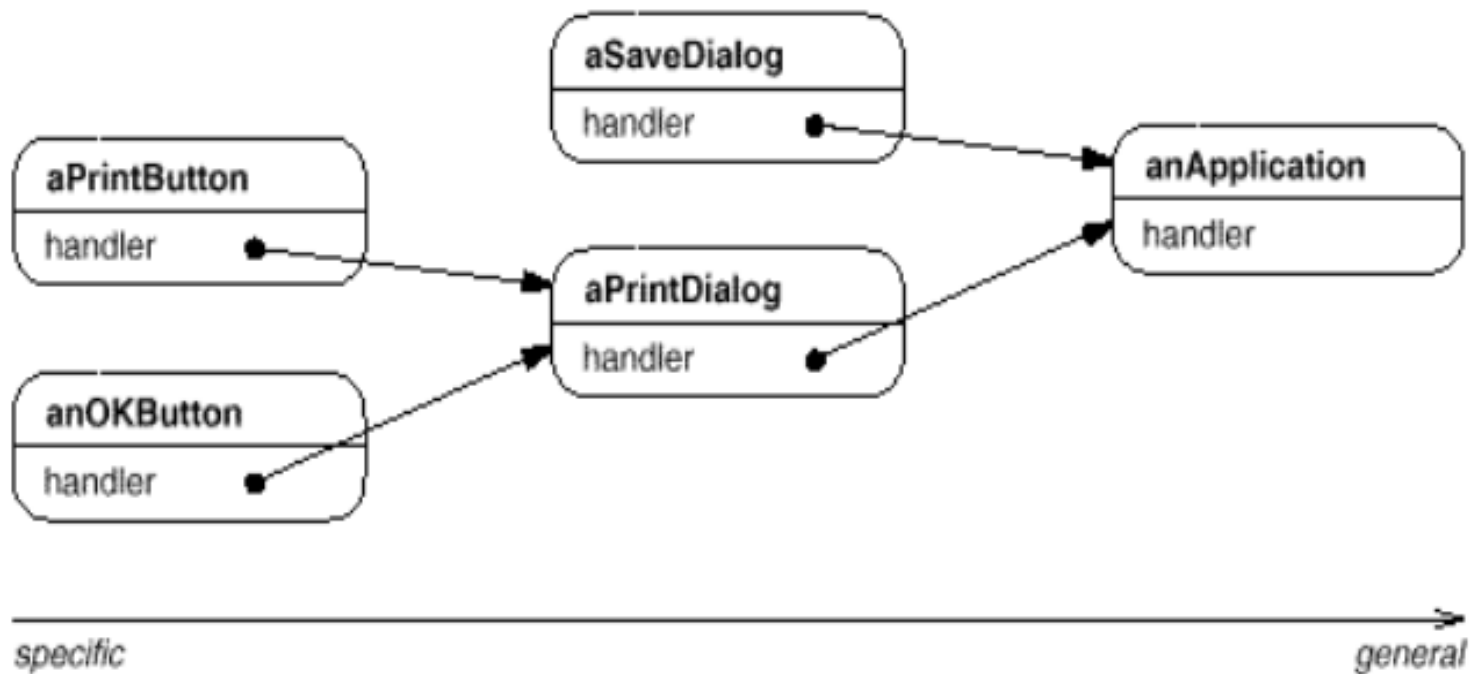 aSaveDialog
handler
aPrintButton
handler
anApplication
handler
aPrintDialog
handler
anOKButton
handler
specific
general